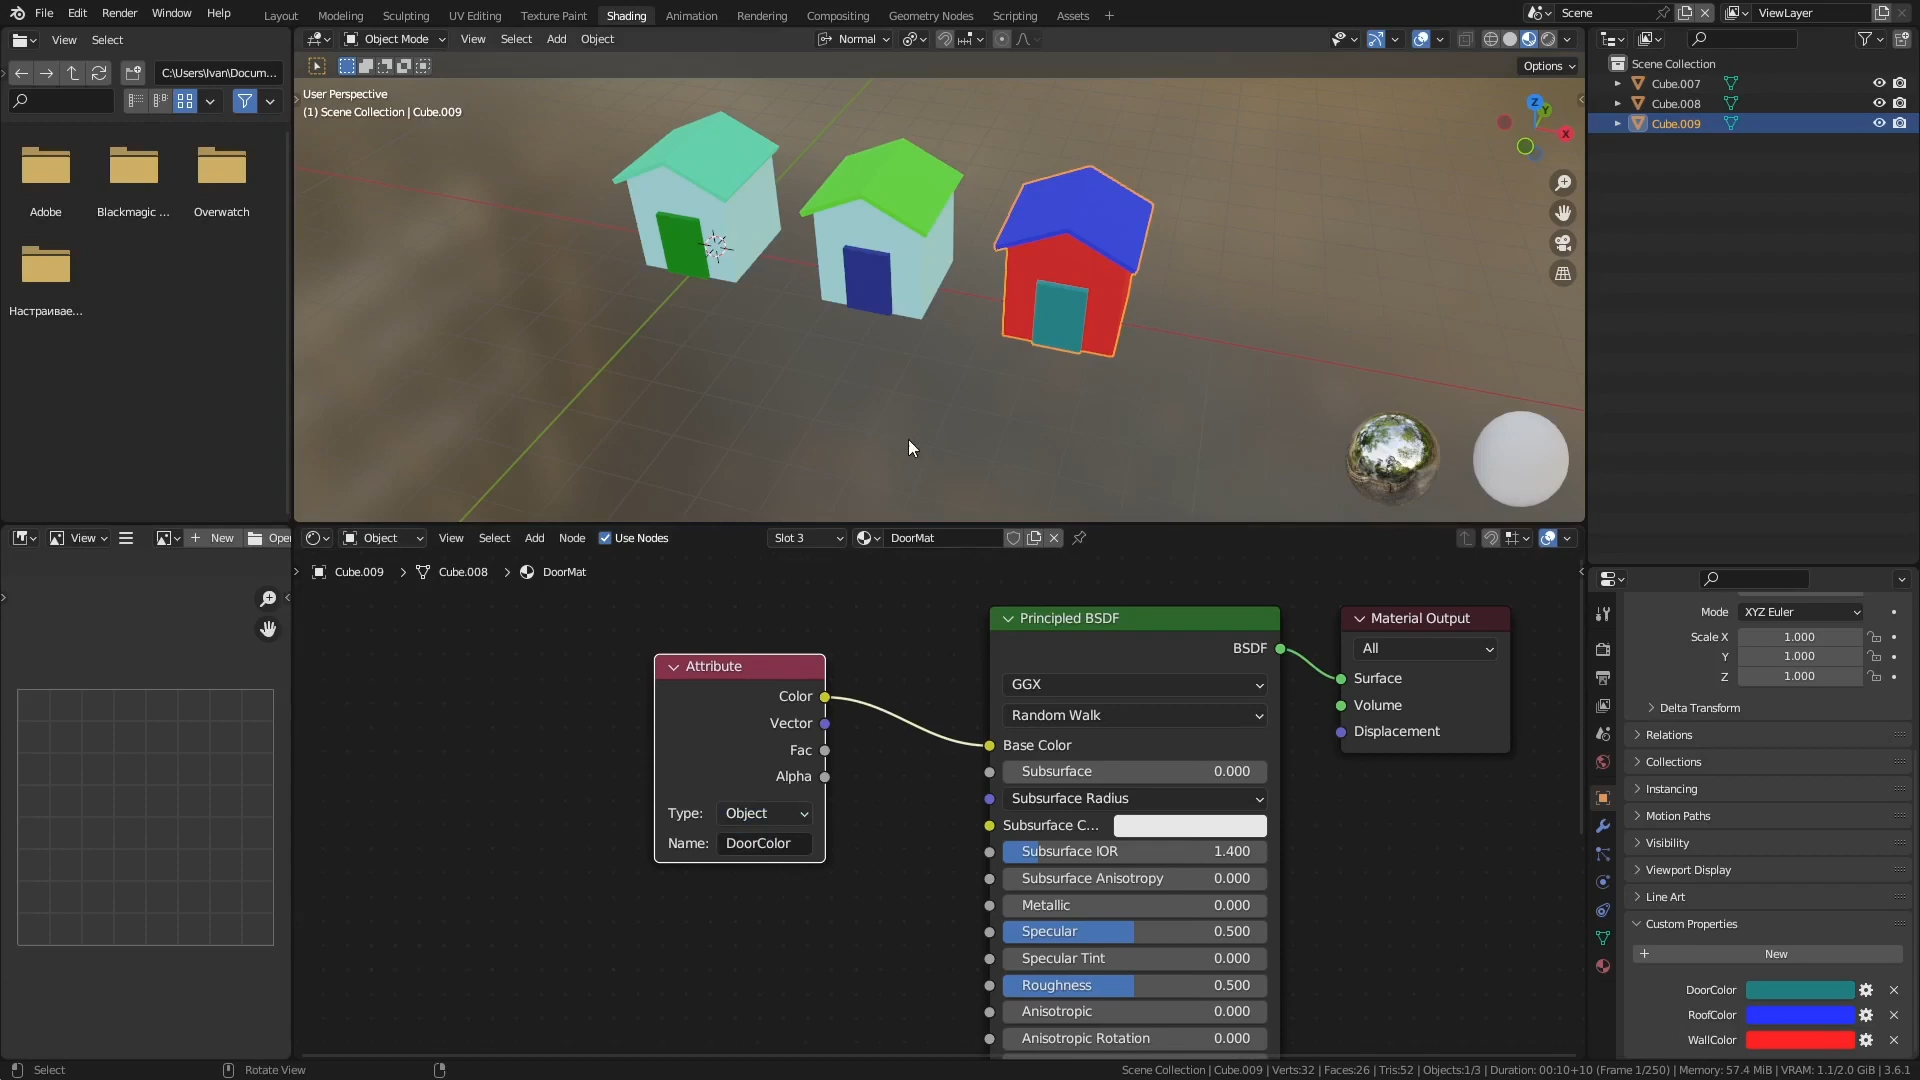 File Edit Render Window Help
Layout Modeling Sculpting UV Editing Texture Paint Shading Animation Rendering Compositing Geometry Nodes Scripting Assets +
Scene
ViewLayer
View Select
Object Mode View Select Add Object
Normal
C:\Users\Ivan\Docum...
Options
User Perspective
(1) Scene Collection | Cube.009
Z
Y
X
Scene Collection
Cube.007
Cube.008
Cube.009
Adobe
Blackmagic ...
Overwatch
Настраивае...
View
New
Ope
Object View Select Add Node Use Nodes
Slot 3
DoorMat
Cube.009 > Cube.008 > DoorMat
Attribute
Color
Vector
Fac
Alpha
Type: Object
Name: DoorColor
Principled BSDF
BSDF
GGX
Random Walk
Base Color
Subsurface 0.000
Subsurface Radius
Subsurface C...
Subsurface IOR 1.400
Subsurface Anisotropy 0.000
Metallic 0.000
Specular 0.500
Specular Tint 0.000
Roughness 0.500
Anisotropic 0.000
Anisotropic Rotation 0.000
Material Output
All
Surface
Volume
Displacement
Mode XYZ Euler
Scale X 1.000
Y 1.000
Z 1.000
Delta Transform
Relations
Collections
Instancing
Motion Paths
Visibility
Viewport Display
Line Art
Custom Properties
New
DoorColor
RoofColor
WallColor
Select
Rotate View
Scene Collection | Cube.009 | Verts:32 | Faces:26 | Tris:52 | Objects:1/3 | Duration: 00:10+10 (Frame 1/250) | Memory: 57.4 MiB | VRAM: 1.1/2.0 GiB | 3.6.1